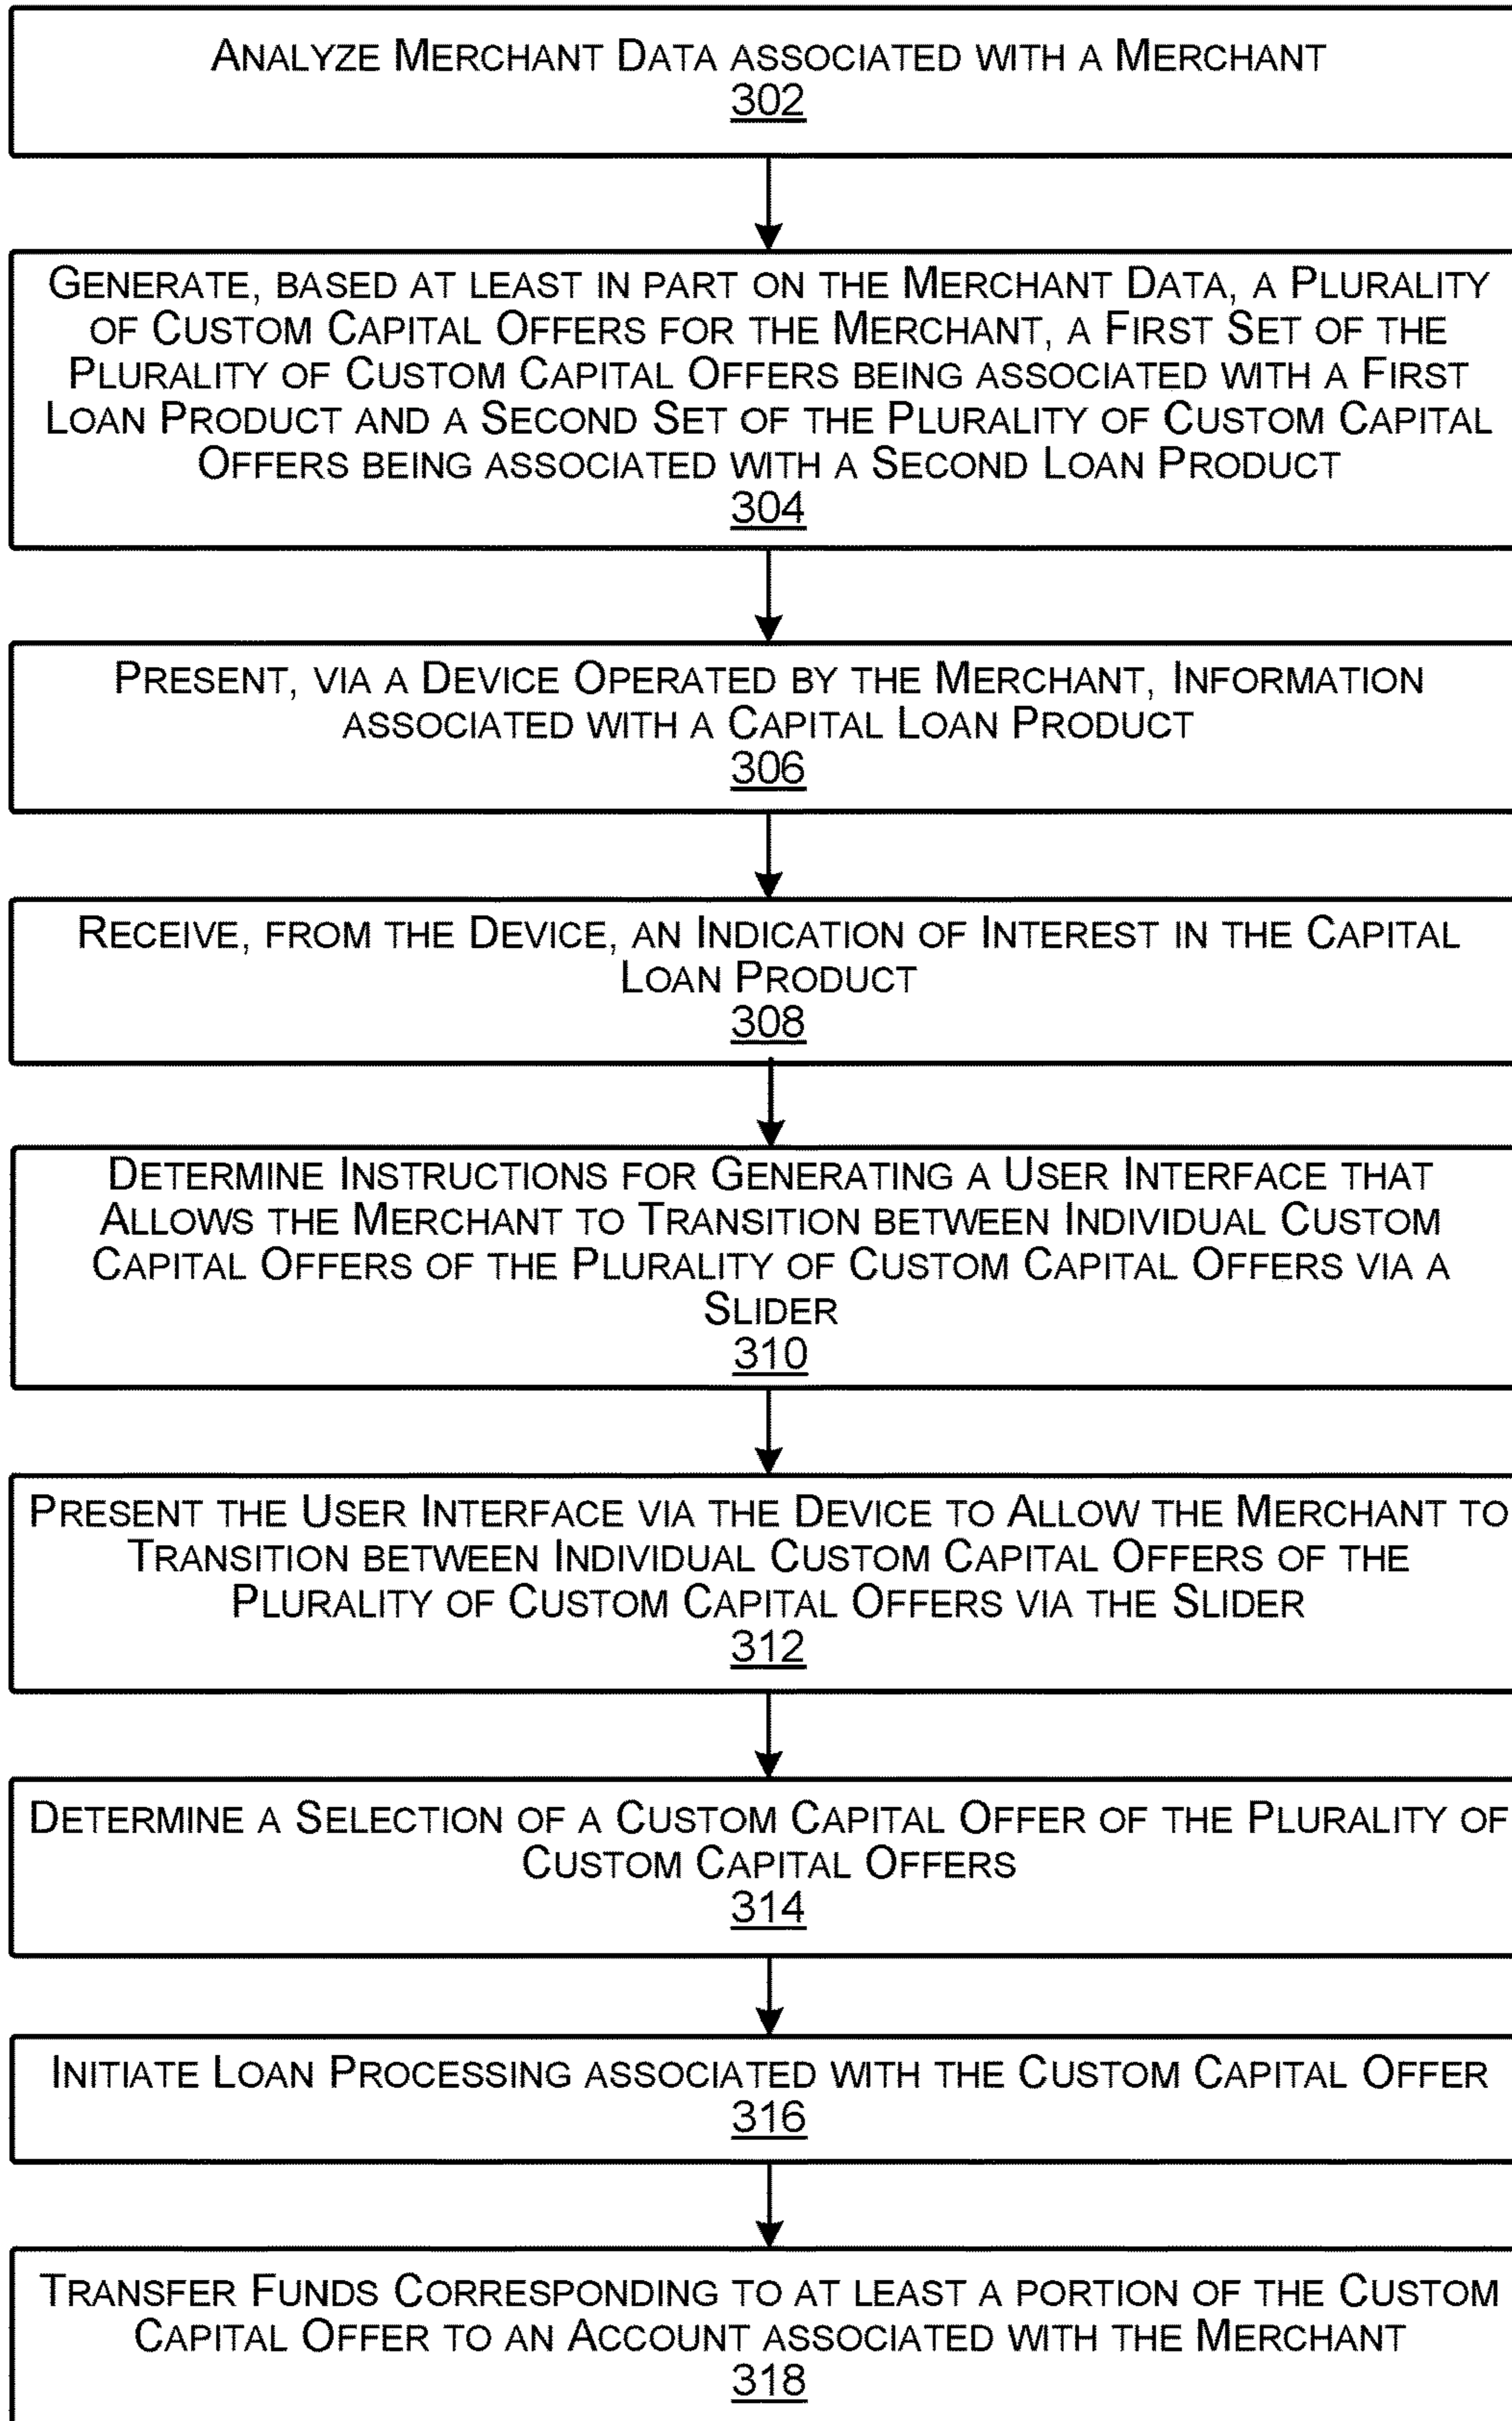 ANALYZE MERCHANT DATA ASSOCIATED WITH A MERCHANT
302
GENERATE, BASED AT LEAST IN PART ON THE MERCHANT DATA, A PLURALITY
OF CUSTOM CAPITAL OFFERS FOR THE MERCHANT, A FIRST SET OF THE
PLURALITY OF CUSTOM CAPITAL OFFERS BEING ASSOCIATED WITH A FIRST
LOAN PRODUCT AND A SECOND SET OF THE PLURALITY OF CUSTOM CAPITAL
OFFERS BEING ASSOCIATED WITH A SECOND LOAN PRODUCT
304
PRESENT, VIA A DEVICE OPERATED BY THE MERCHANT, INFORMATION
ASSOCIATED WITH A CAPITAL LOAN PRODUCT
306
RECEIVE, FROM THE DEVICE, AN INDICATION OF INTEREST IN THE CAPITAL
LOAN PRODUCT
308
DETERMINE INSTRUCTIONS FOR GENERATING A USER INTERFACE THAT
ALLOWS THE MERCHANT TO TRANSITION BETWEEN INDIVIDUAL CUSTOM
CAPITAL OFFERS OF THE PLURALITY OF CUSTOM CAPITAL OFFERS VIA A
SLIDER
310
PRESENT THE USER INTERFACE VIA THE DEVICE TO ALLOW THE MERCHANT TO
TRANSITION BETWEEN INDIVIDUAL CUSTOM CAPITAL OFFERS OF THE
PLURALITY OF CUSTOM CAPITAL OFFERS VIA THE SLIDER
312
DETERMINE A SELECTION OF A CUSTOM CAPITAL OFFER OF THE PLURALITY OF
CUSTOM CAPITAL OFFERS
314
INITIATE LOAN PROCESSING ASSOCIATED WITH THE CUSTOM CAPITAL OFFER
316
TRANSFER FUNDS CORRESPONDING TO AT LEAST A PORTION OF THE CUSTOM
CAPITAL OFFER TO AN ACCOUNT ASSOCIATED WITH THE MERCHANT
318